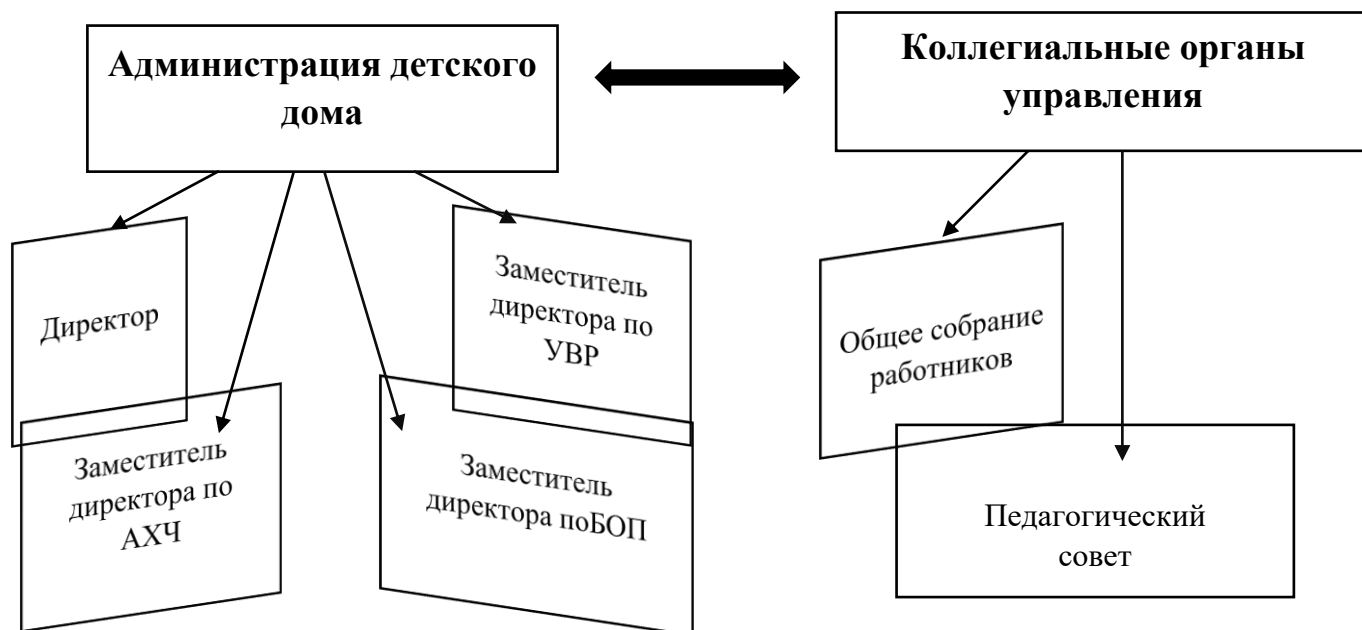 Администрация детского
дома
Коллегиальные органы
управления
Директор
Заместитель
директора по
УВР
Общее собрание
работников
Заместитель
директора по
АХЧ
Заместитель
директора поБОП
Педагогический
совет